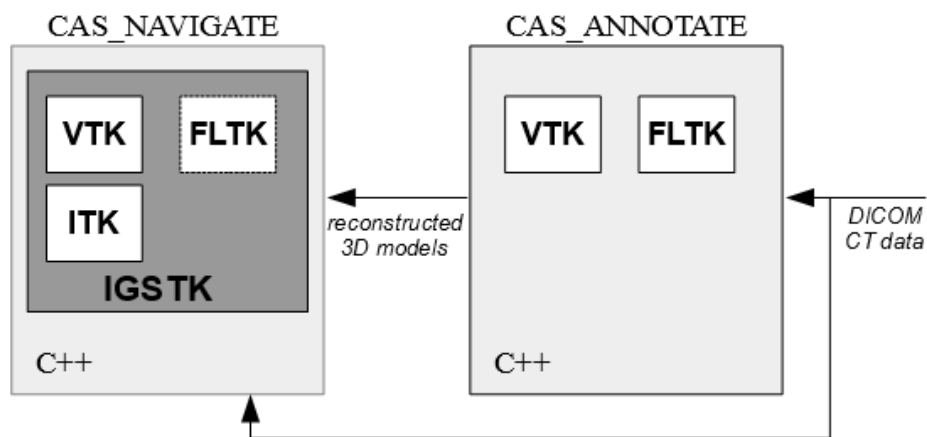 CAS_NAVIGATE
VTK
FLTK
ITK
IGSTK
C++
reconstructed
3D models
CAS_ANNOTATE
VTK
FLTK
C++
DICOM
CT data